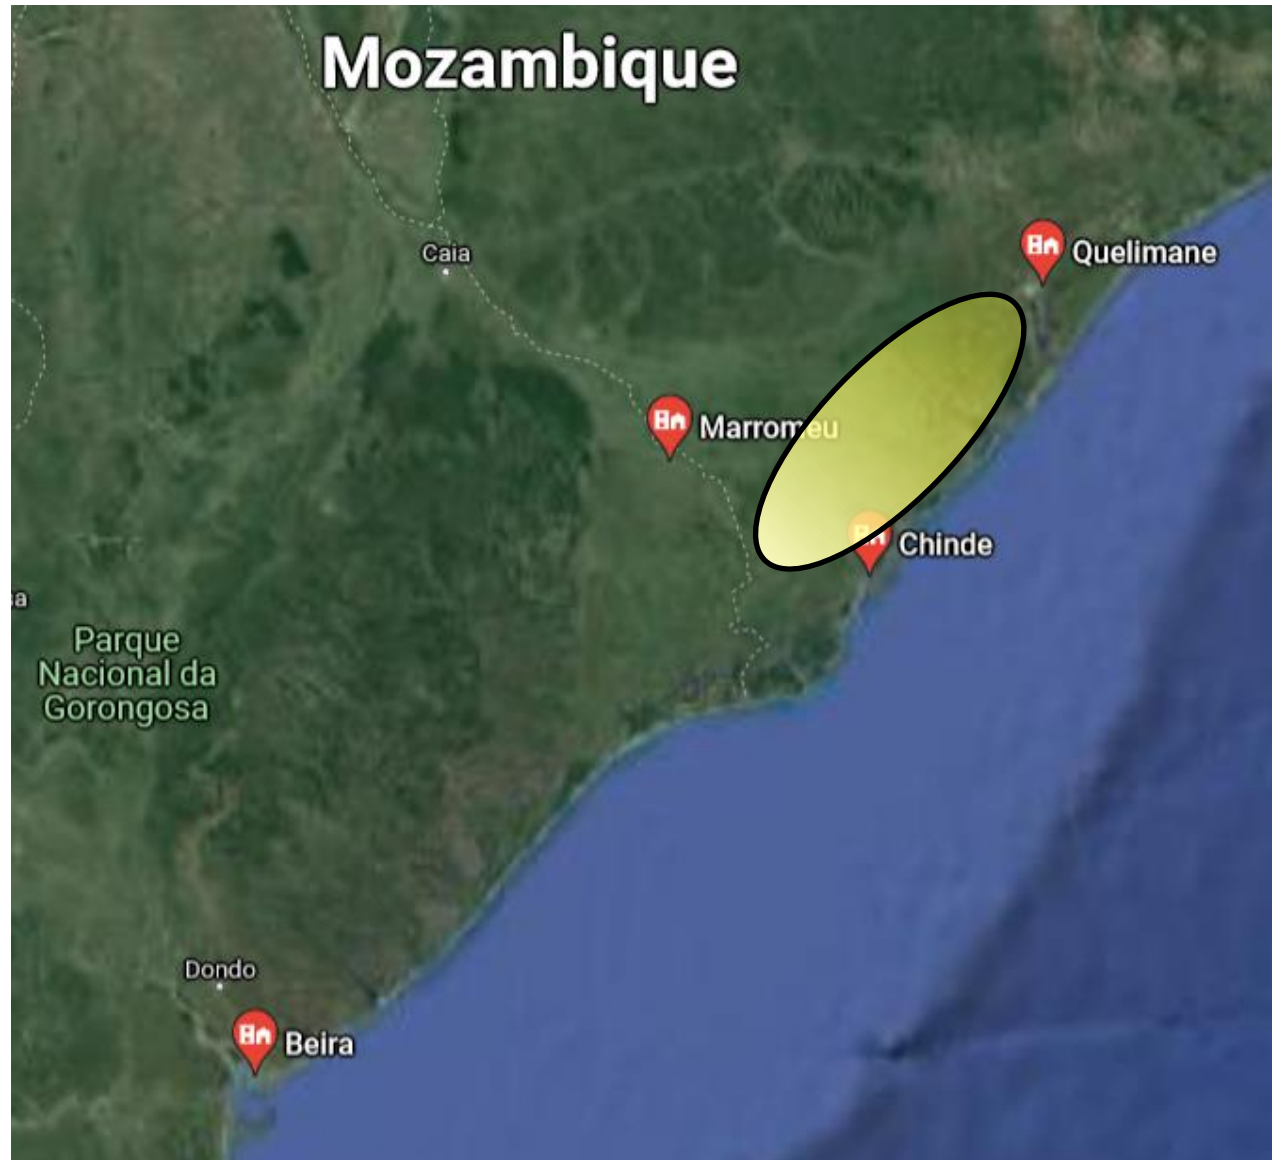 Mozambique
Caia
Quelimane
Marromeu
Chinde
Parque
Nacional da
Gorongosa
Dondo
Beira